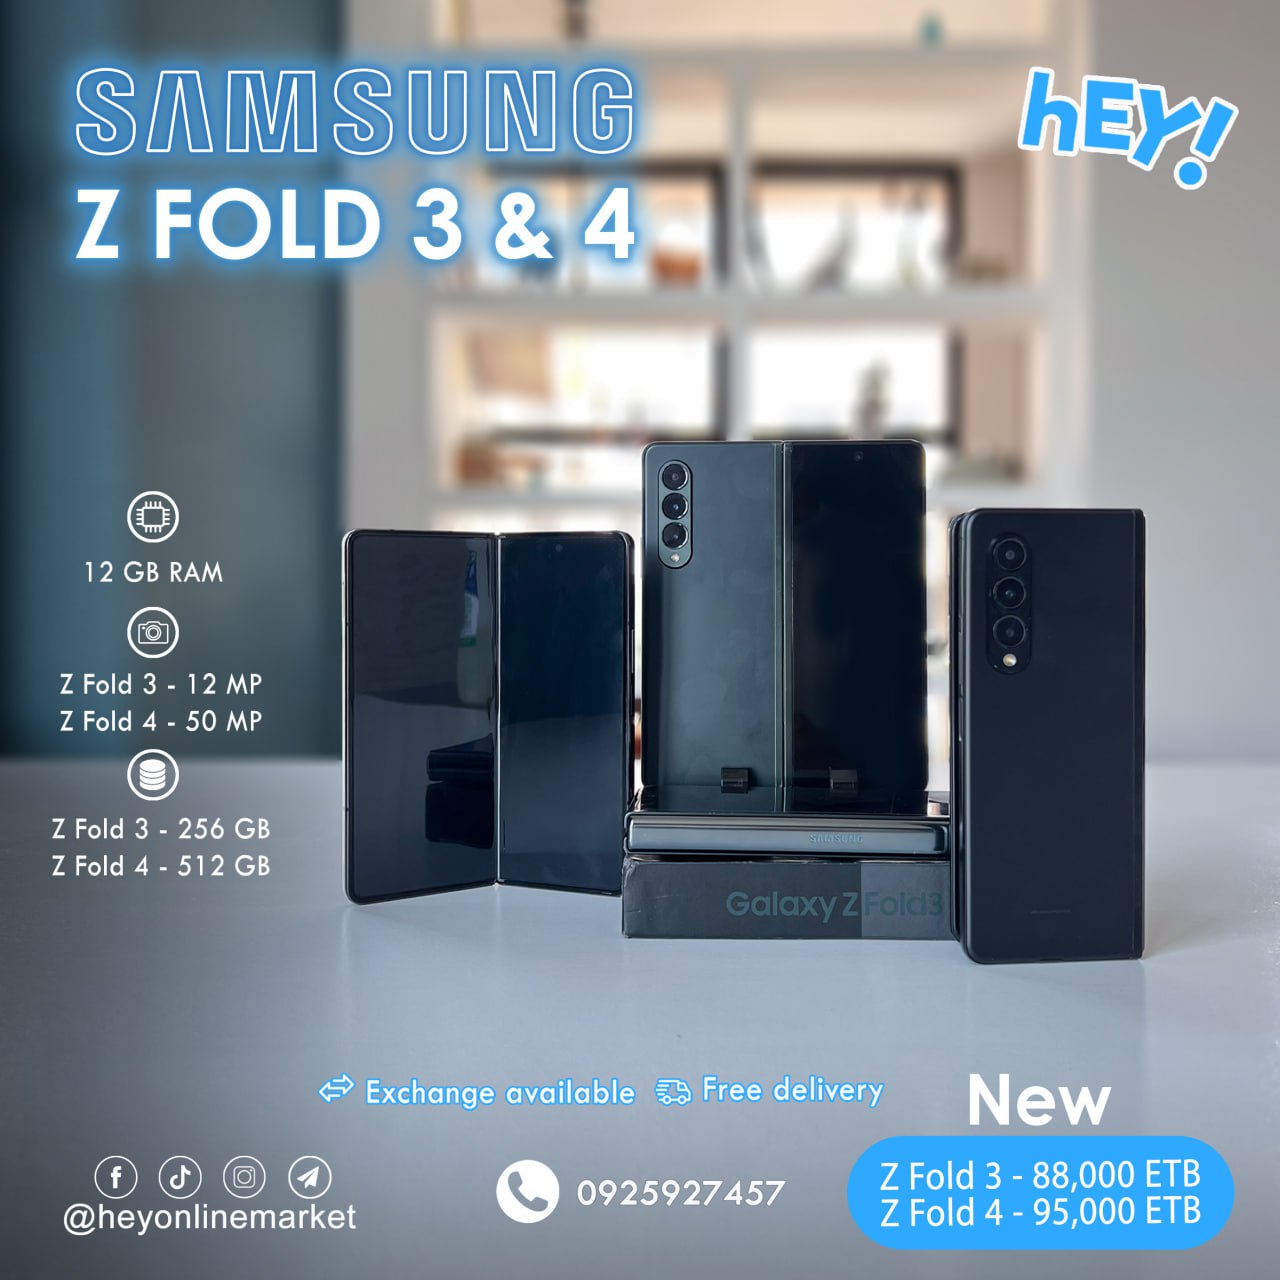 SAMSUNG
Z FOLD 3 & 4
hEY!
12 GB RAM
Z Fold 3 - 12 MP
Z Fold 4 - 50 MP
Z Fold 3 - 256 GB
Z Fold 4 - 512 GB
SAMSUNG
Galaxy Z Fold3
Exchange available
Free delivery
New
Z Fold 3 - 88,000 ETB
Z Fold 4 - 95,000 ETB
@heyonlinemarket
0925927457